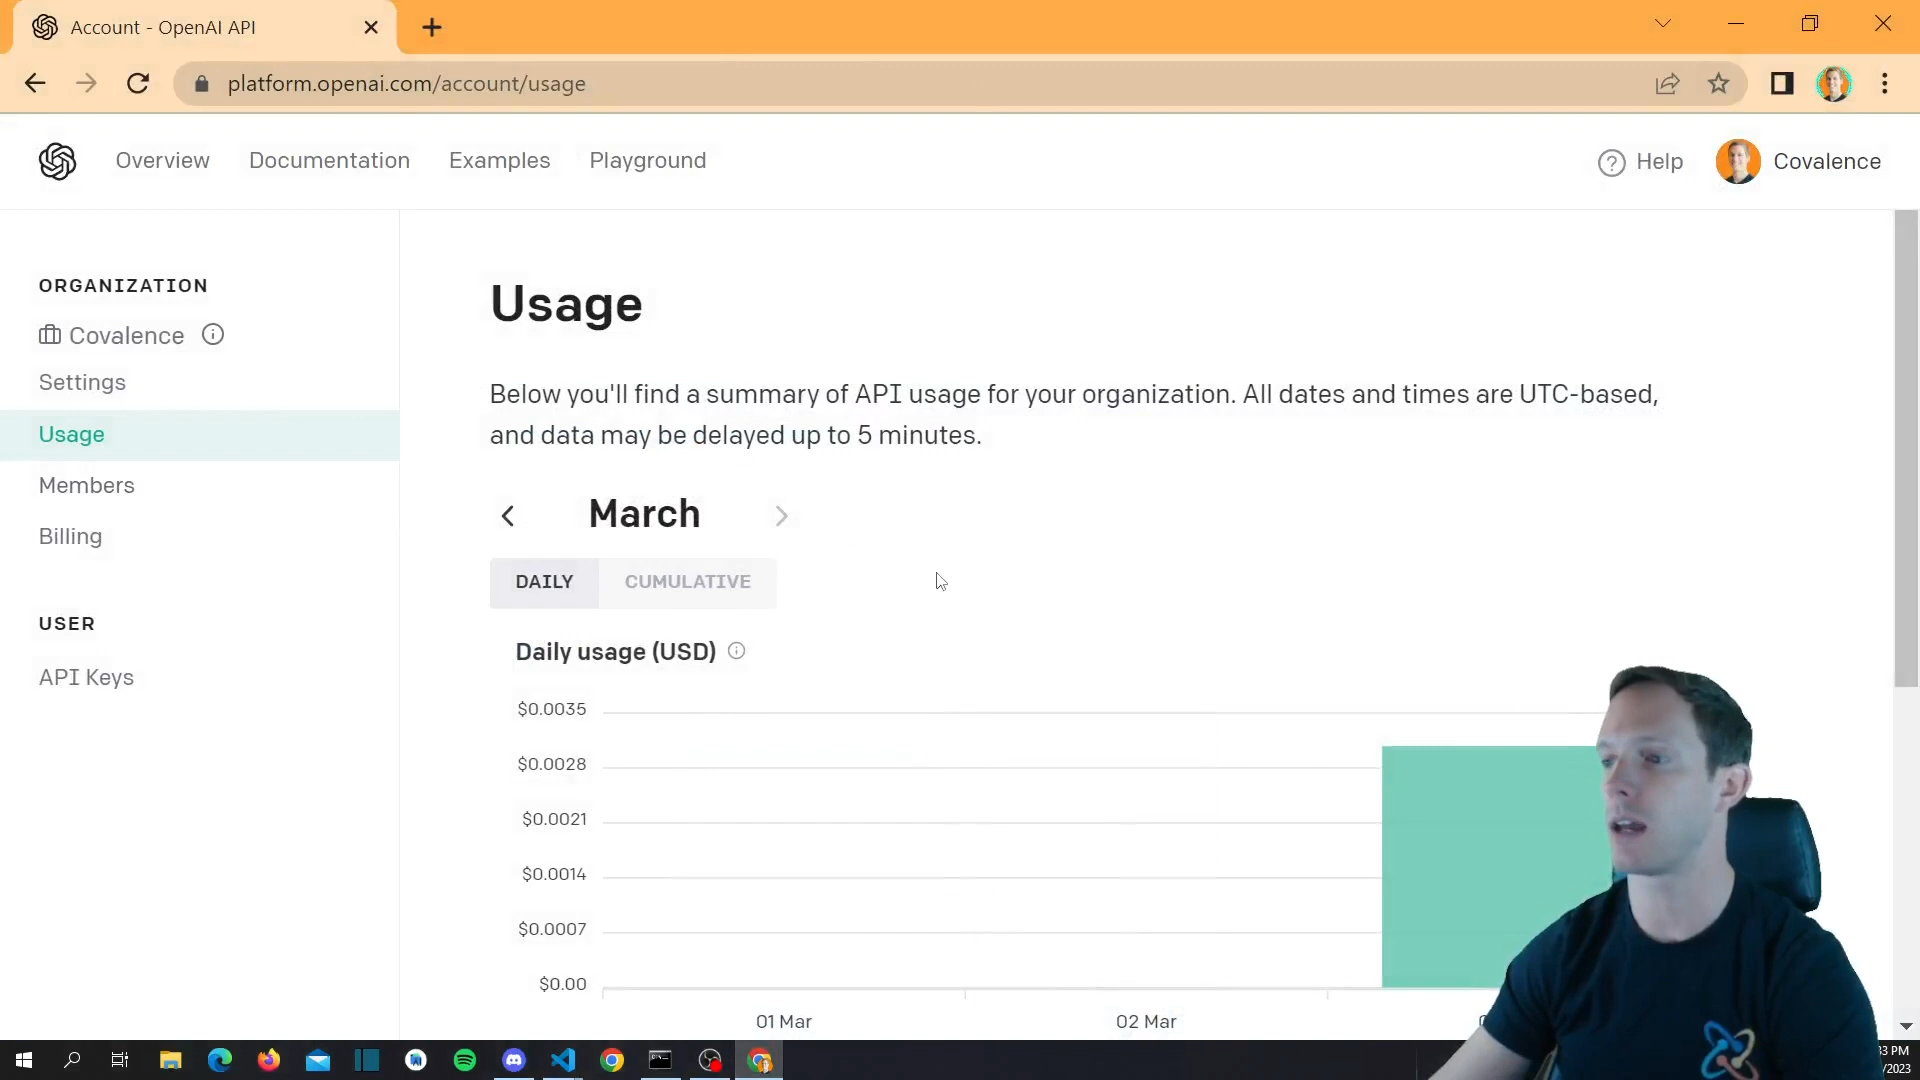 Account - OpenAI API
platform.openai.com/account/usage
Overview
Documentation
Examples
Playground
Help
Covalence
ORGANIZATION
Covalence
Settings
Usage
Members
Billing
USER
API Keys
Usage
Below you'll find a summary of API usage for your organization. All dates and times are UTC-based,
and data may be delayed up to 5 minutes.
March
DAILY
CUMULATIVE
Daily usage (USD)
$0.0035
$0.0028
$0.0021
$0.0014
$0.0007
$0.00
01 Mar
02 Mar
33 PM
/2023